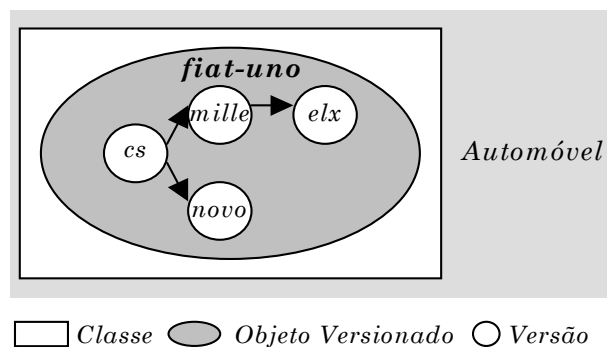 fiat-uno
mille
elx
cs
Automóvel
novo
Classe
Objeto Versionado
Versão